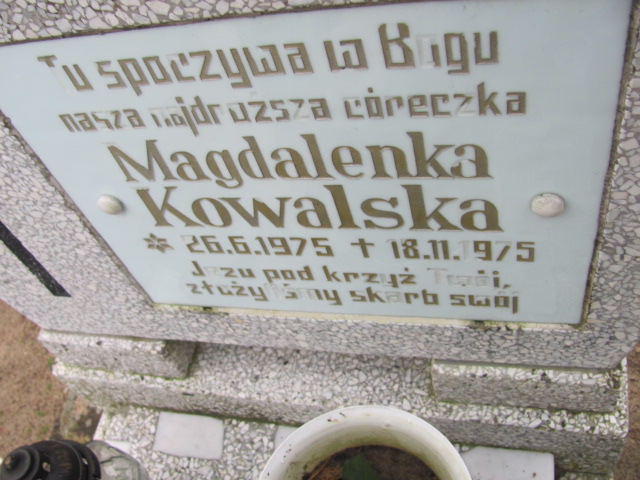 Tu spoczywa w Bogu
nasza najdroższa córeczka
Magdalenka
Kowalska
* 26.6.1975 + 18.11.1975
Jezu pod krzyż Twój,
złożyliśmy skarb swój